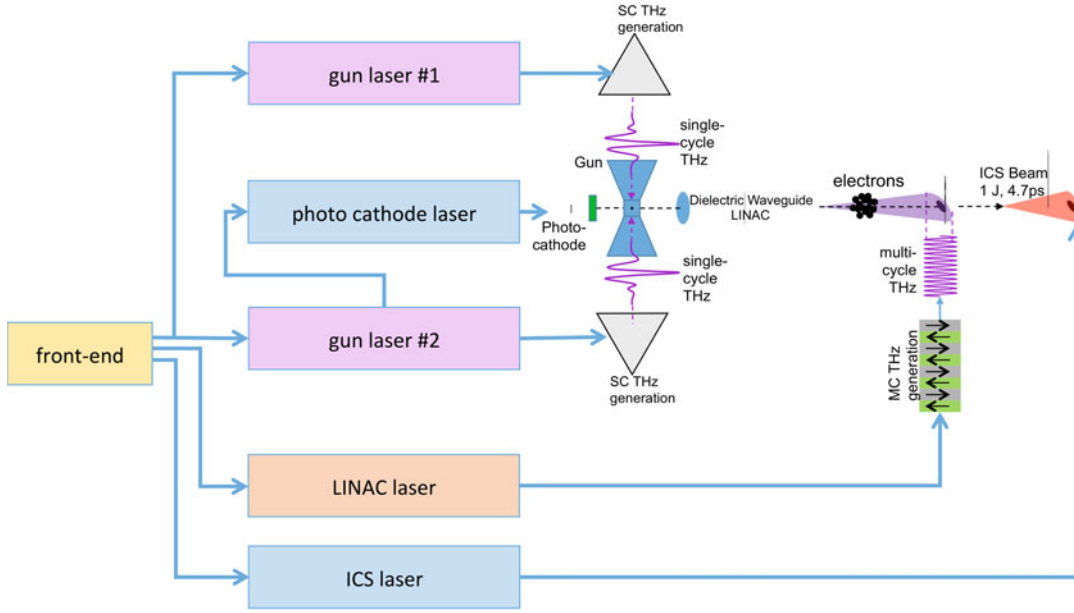 SC THz
generation
gun laser #1
single-
cycle
THz
Gun
electrons
ICS Beam
1 J, 4.7ps
photo cathode laser
Dielectric Waveguide
LINAC
Photo-
cathode
multi-
cycle
THz
single-
cycle
THz
front-end
gun laser #2
MC THz
generation
SC THz
generation
LINAC laser
ICS laser